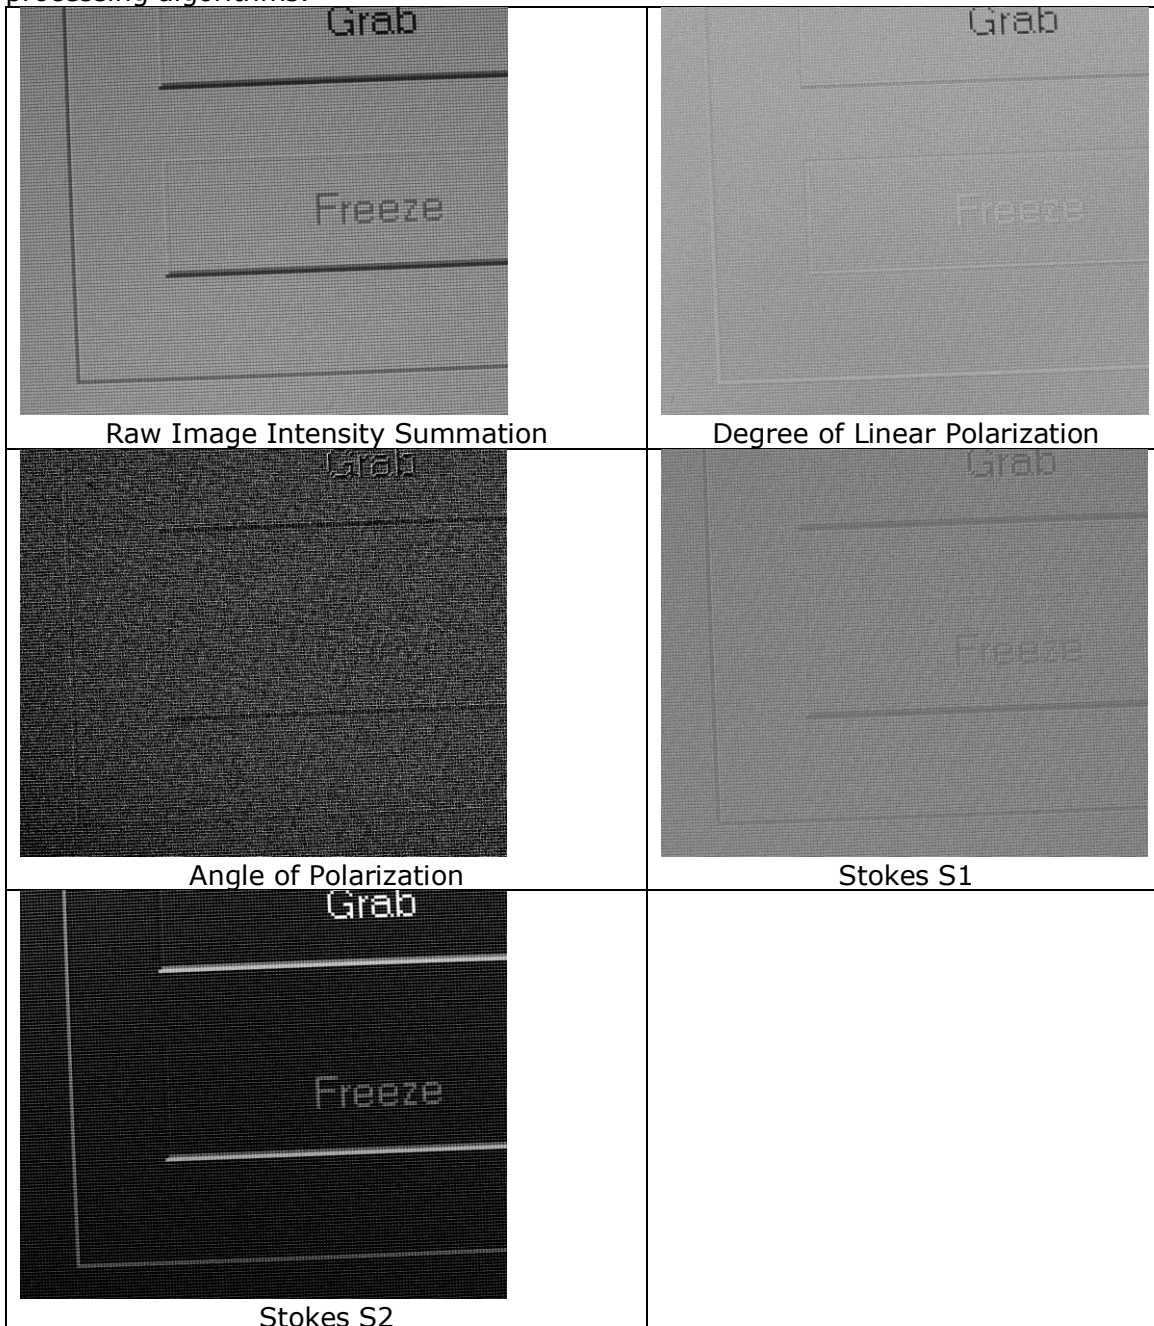 processing algorithms.
Grab
Freeze
Raw Image Intensity Summation
Grab
Freeze
Degree of Linear Polarization
Grab
Angle of Polarization
Grab
Freeze
Stokes S1
Grab
Freeze
Stokes S2